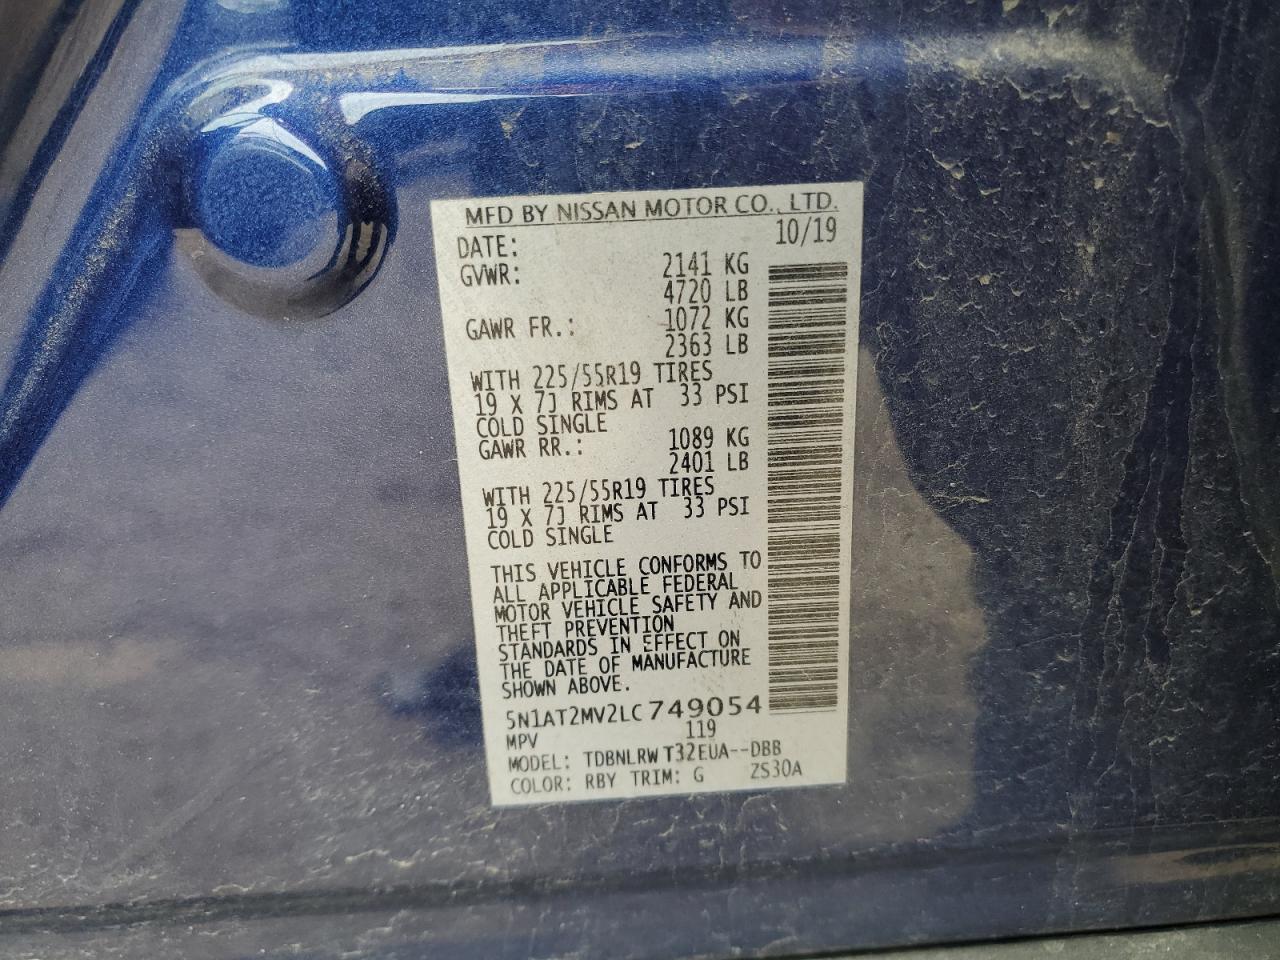 MFD BY NISSAN MOTOR CO., LTD.
DATE: 10/19
GVWR: 2141 KG
4720 LB
GAWR FR.: 1072 KG
2363 LB
WITH 225/55R19 TIRES
19 X 7J RIMS AT 33 PSI
COLD SINGLE
GAWR RR.: 1089 KG
2401 LB
WITH 225/55R19 TIRES
19 X 7J RIMS AT 33 PSI
COLD SINGLE
THIS VEHICLE CONFORMS TO
ALL APPLICABLE FEDERAL
MOTOR VEHICLE SAFETY AND
THEFT PREVENTION
STANDARDS IN EFFECT ON
THE DATE OF MANUFACTURE
SHOWN ABOVE.
5N1AT2MV2LC749054
MPV 119
MODEL: TDBNLRW T32EUA--DBB
COLOR: RBY TRIM: G ZS30A